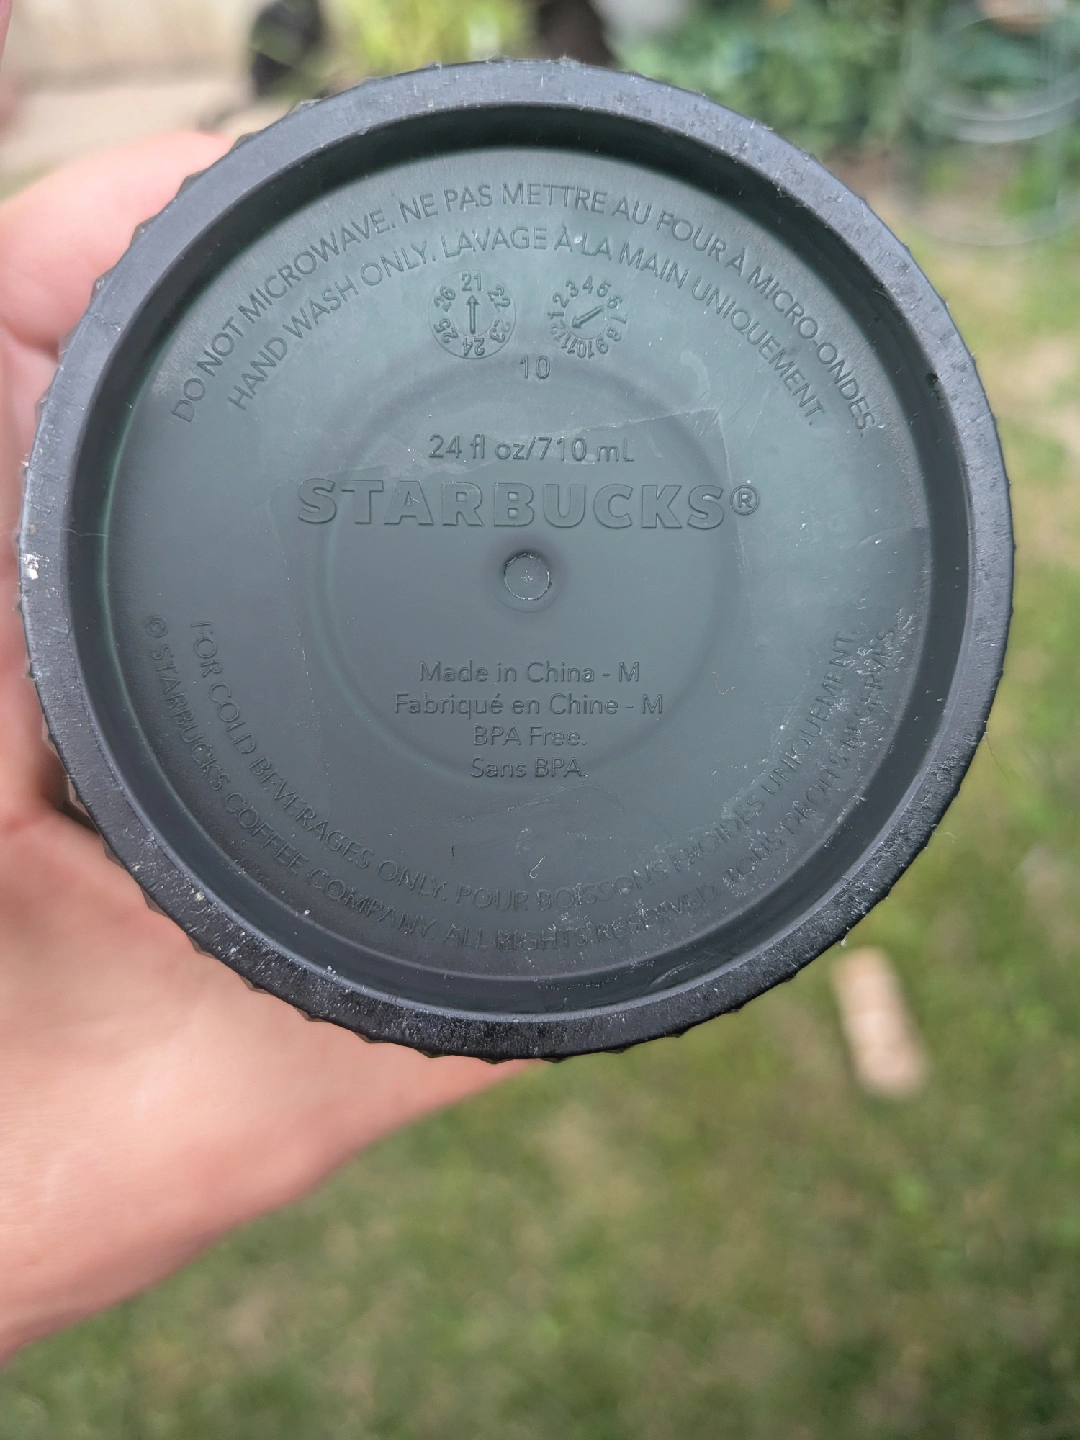 DO NOT MICROWAVE. NE PAS METTRE AU FOUR À MICRO-ONDES.
HAND WASH ONLY. LAVAGE À LA MAIN UNIQUEMENT.
21 22 23 24 25 26
1 2 3 4 5 6 7 8 9 10 11 12
10
24 fl oz/710 mL
STARBUCKS®
Made in China - M
Fabriqué en Chine - M
BPA Free.
Sans BPA.
FOR COLD BEVERAGES ONLY. POUR BOISSONS FROIDES UNIQUEMENT.
© STARBUCKS COFFEE COMPANY. ALL RIGHTS RESERVED. TOUS DROITS RÉSERVÉS.